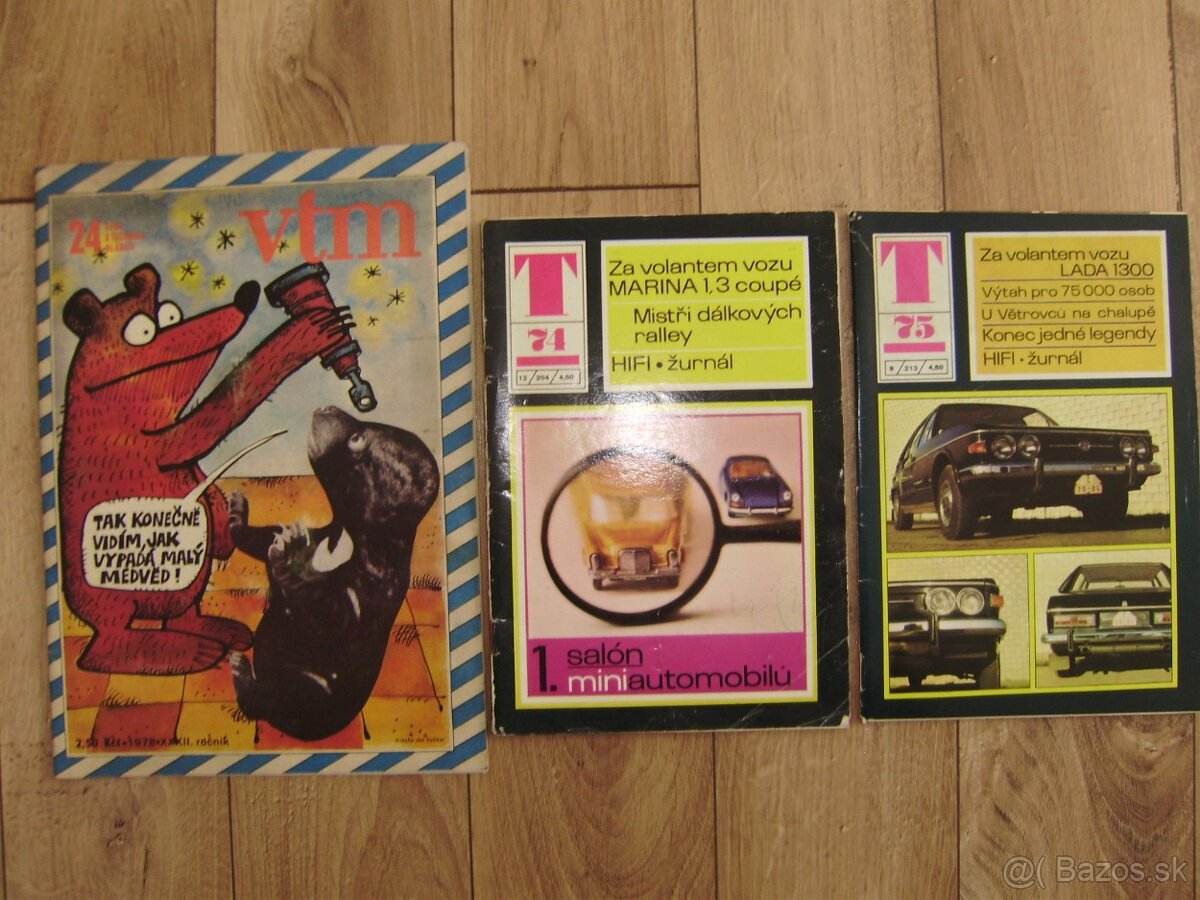 24
vtm
TAK KONEČNĚ
VIDÍM, JAK
VYPADÁ MALÝ
MEDVĚD!
2,50 Kčs • 1978 • XXXII. ročník
T
74
12/204/4,50
Za volantem vozu
MARINA 1,3 coupé
Mistři dálkových
ralley
HIFI • žurnál
1. salón
miniautomobilů
T
75
9/213/4,50
Za volantem vozu
LADA 1300
Výtah pro 75 000 osob
U Větrovců na chalupě
Konec jedné legendy
HIFI • žurnál
@( Bazos.sk